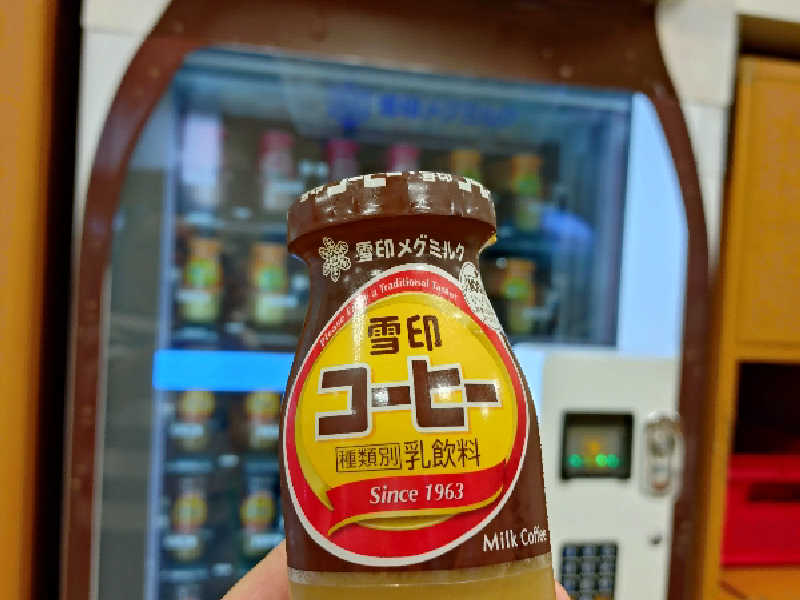 雪印メグミルク
Please Enjoy a Traditional Taste!
雪印
コーヒー
種類別 乳飲料
Since 1963
Milk Coffee